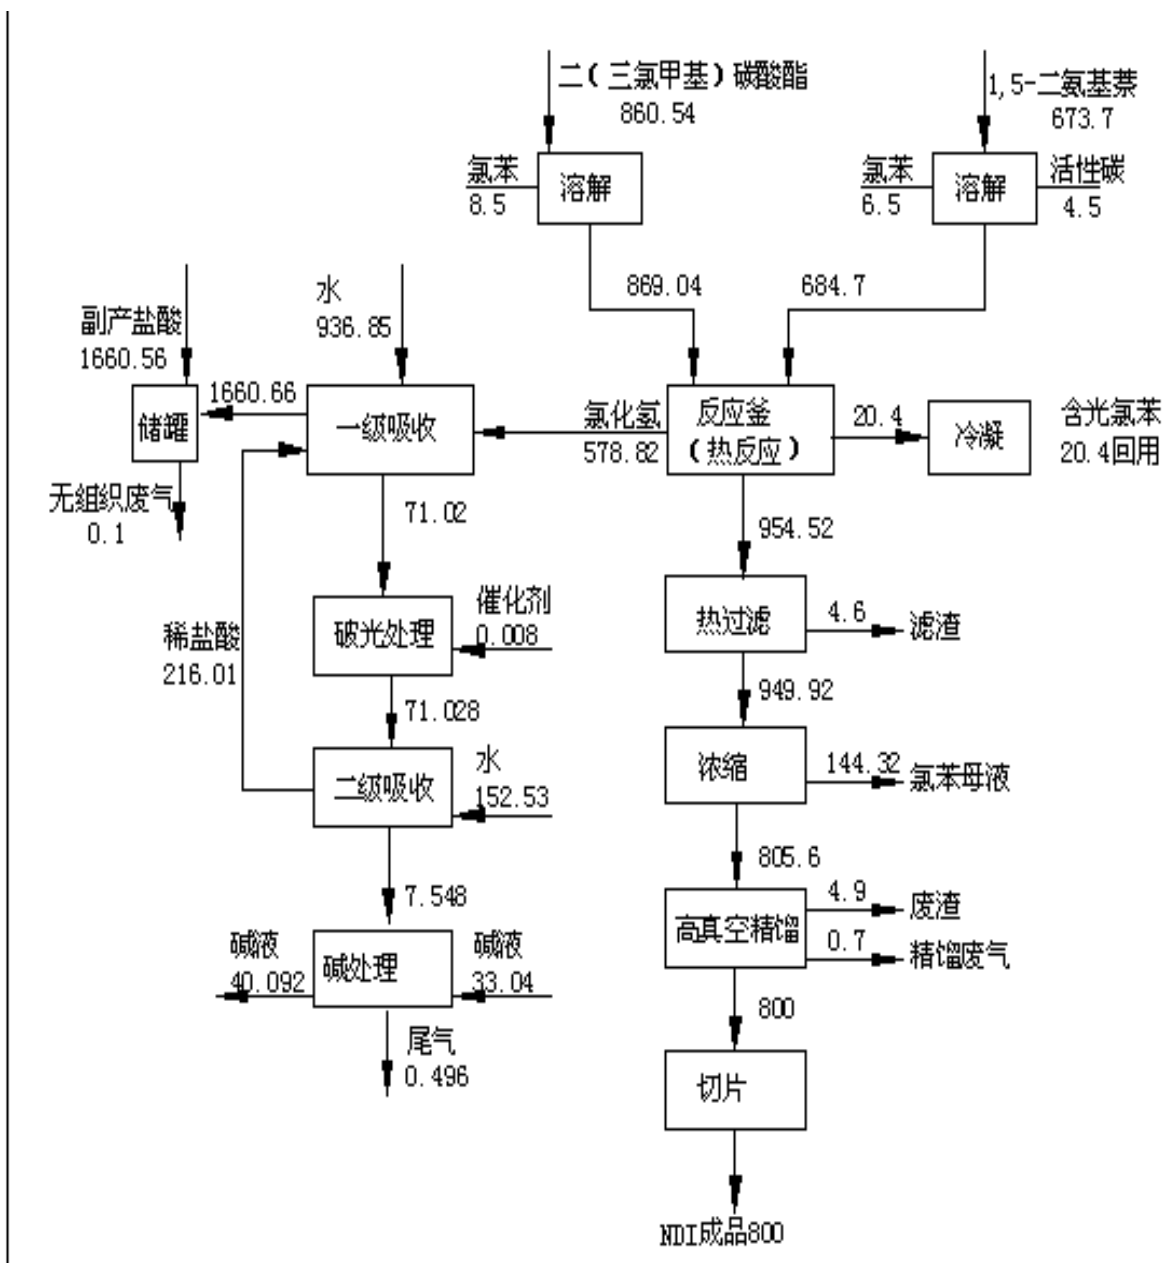 二(三氯甲基)碳酸酯
860.54
1,5-二氨基萘
673.7
氯苯
8.5
溶解
氯苯
6.5
溶解
活性碳
4.5
869.04
684.7
水
936.85
副产盐酸
1660.56
1660.66
储罐
一级吸收
氯化氢
578.82
反应釜
(热反应)
20.4
冷凝
含光氯苯
20.4回用
无组织废气
0.1
71.02
954.52
稀盐酸
216.01
破光处理
催化剂
0.008
热过滤
4.6
滤渣
71.028
949.92
二级吸收
水
152.53
浓缩
144.32
氯苯母液
7.548
805.6
高真空精馏
4.9
废渣
0.7
精馏废气
碱液
40.092
碱处理
碱液
33.04
800
尾气
0.496
切片
NDI成品800